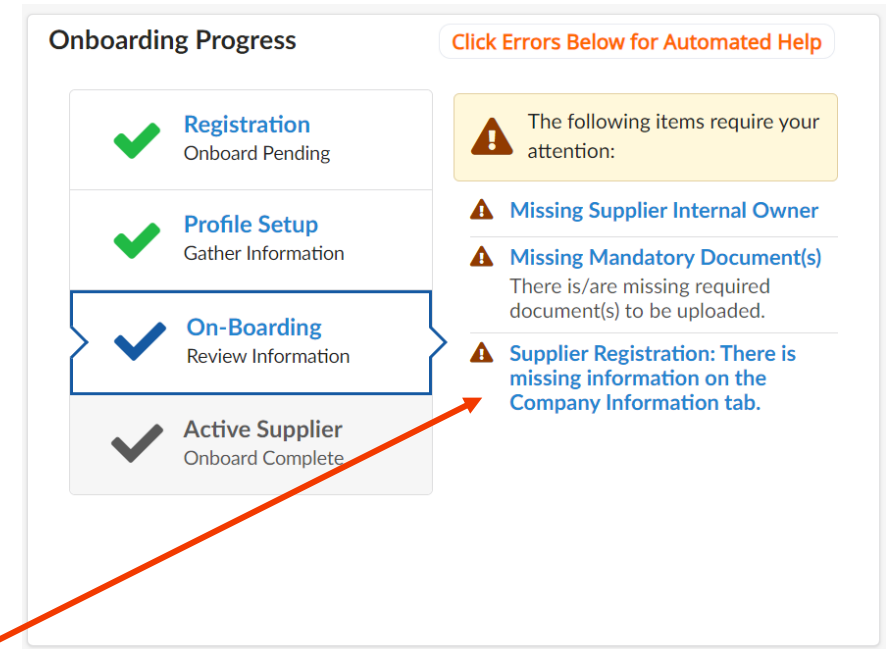 Onboarding Progress
Click Errors Below for Automated Help
Registration
Onboard Pending
Profile Setup
Gather Information
On-Boarding
Review Information
Active Supplier
Onboard Complete
The following items require your
attention:
Missing Supplier Internal Owner
Missing Mandatory Document(s)
There is/are missing required
document(s) to be uploaded.
Supplier Registration: There is
missing information on the
Company Information tab.